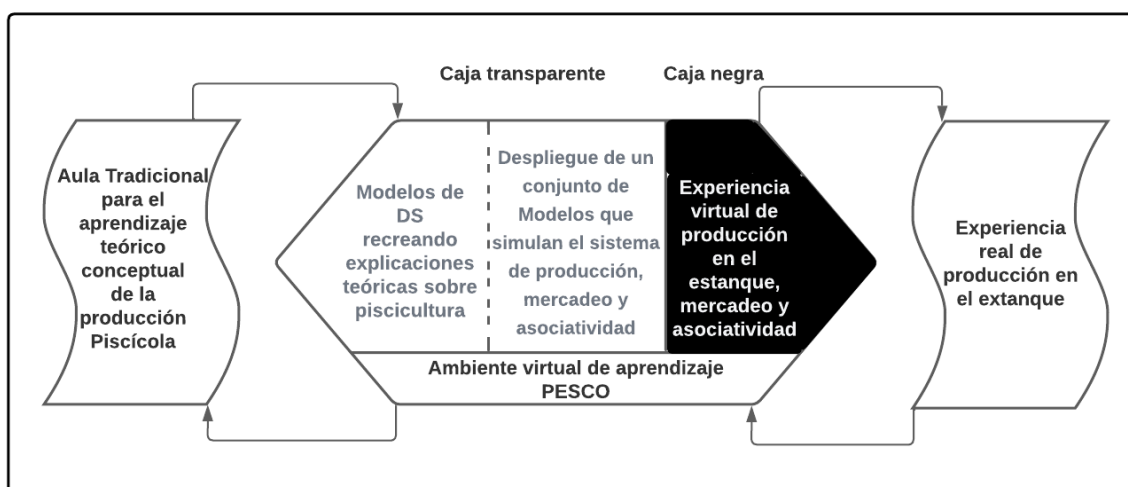 Caja transparente
Caja negra
Aula Tradicional
para el
aprendizaje
teórico
conceptual
de la
producción
Piscícola
Modelos de
DS
recreando
explicaciones
teóricas sobre
piscicultura
Despliegue de un
conjunto de
Modelos que
simulan el sistema
de producción,
mercadeo y
asociatividad
Experiencia
virtual de
producción
en el
estanque,
mercadeo y
asociatividad
Experiencia
real de
producción en
el extanque
Ambiente virtual de aprendizaje
PESCO